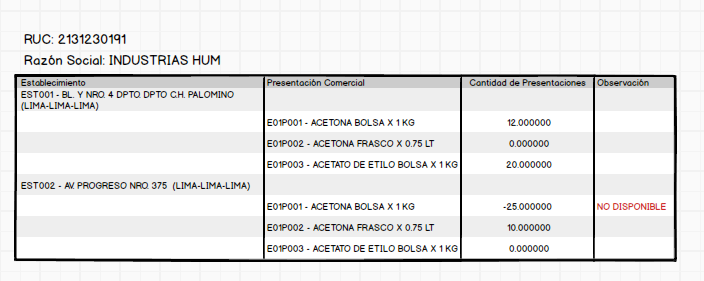 RUC: 2131230191
Razón Social: INDUSTRIAS HUM
Establecimiento Presentación Comercial Cantidad de Presentaciones Observación
EST001 - BL. Y NRO. 4 DPTO. DPTO C.H. PALOMINO
(LIMA-LIMA-LIMA)
E01P001 - ACETONA BOLSA X 1 KG 12.000000
E01P002 - ACETONA FRASCO X 0.75 LT 0.000000
E01P003 - ACETATO DE ETILO BOLSA X 1 KG 20.000000
EST002 - AV. PROGRESO NRO. 375 (LIMA-LIMA-LIMA)
E01P001 - ACETONA BOLSA X 1 KG -25.000000 NO DISPONIBLE
E01P002 - ACETONA FRASCO X 0.75 LT 10.000000
E01P003 - ACETATO DE ETILO BOLSA X 1 KG 0.000000